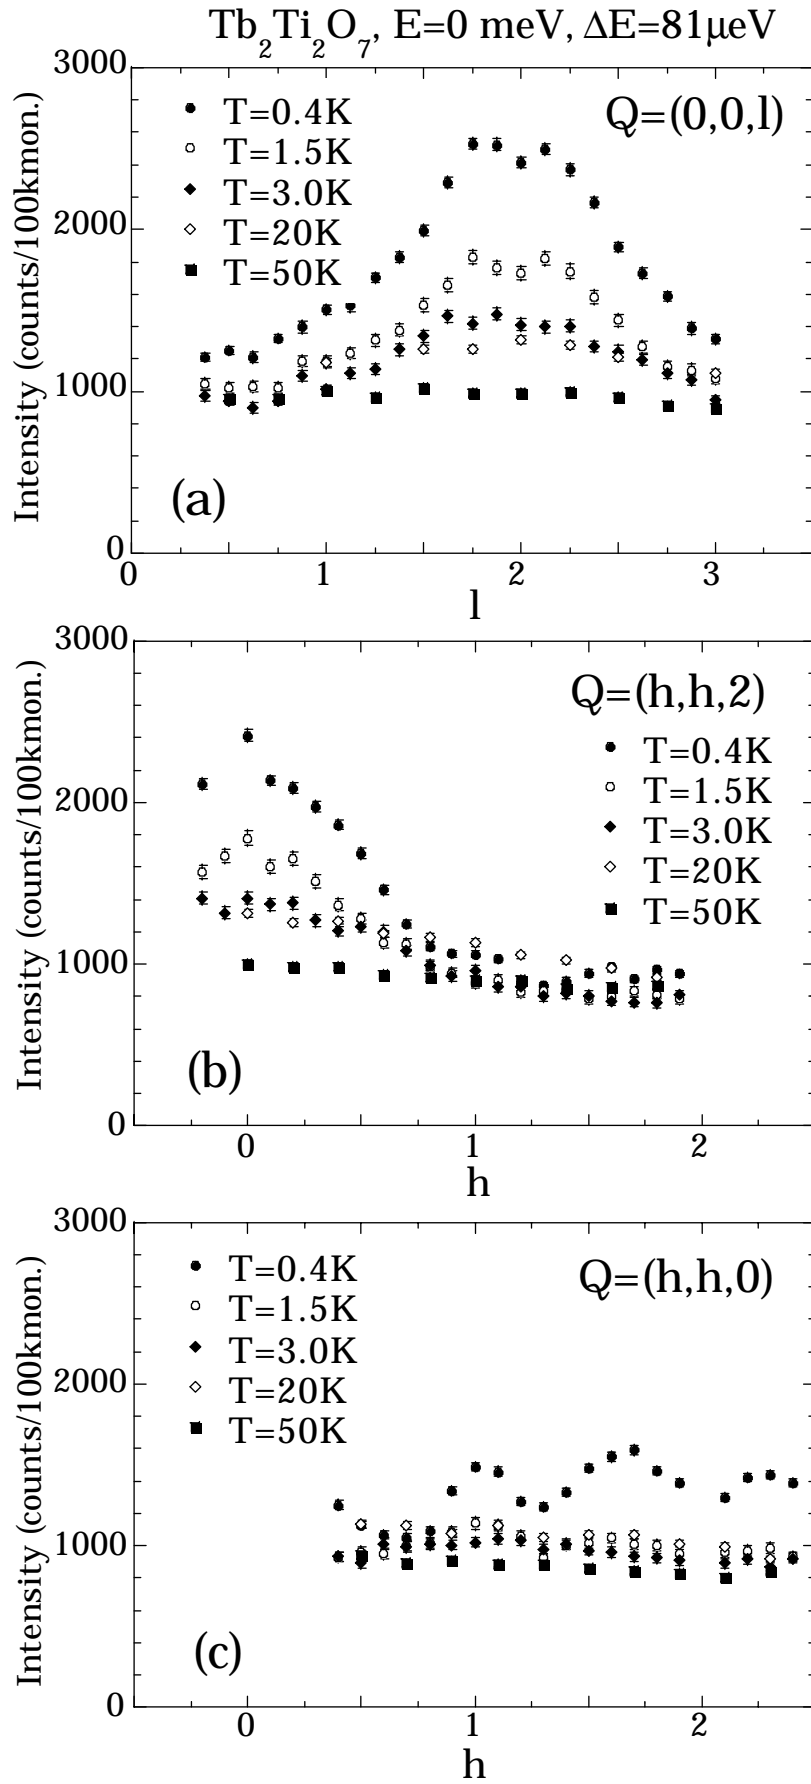 Tb₂Ti₂O₇, E=0 meV, ΔE=81μeV
3000
2000
1000
0
Intensity (counts/100kmon.)
T=0.4K
T=1.5K
T=3.0K
T=20K
T=50K
Q=(0,0,l)
(a)
0 1 2 3
l
3000
2000
1000
0
Intensity (counts/100kmon.)
Q=(h,h,2)
T=0.4K
T=1.5K
T=3.0K
T=20K
T=50K
(b)
0 1 2
h
3000
2000
1000
0
Intensity (counts/100kmon.)
T=0.4K
T=1.5K
T=3.0K
T=20K
T=50K
Q=(h,h,0)
(c)
0 1 2
h